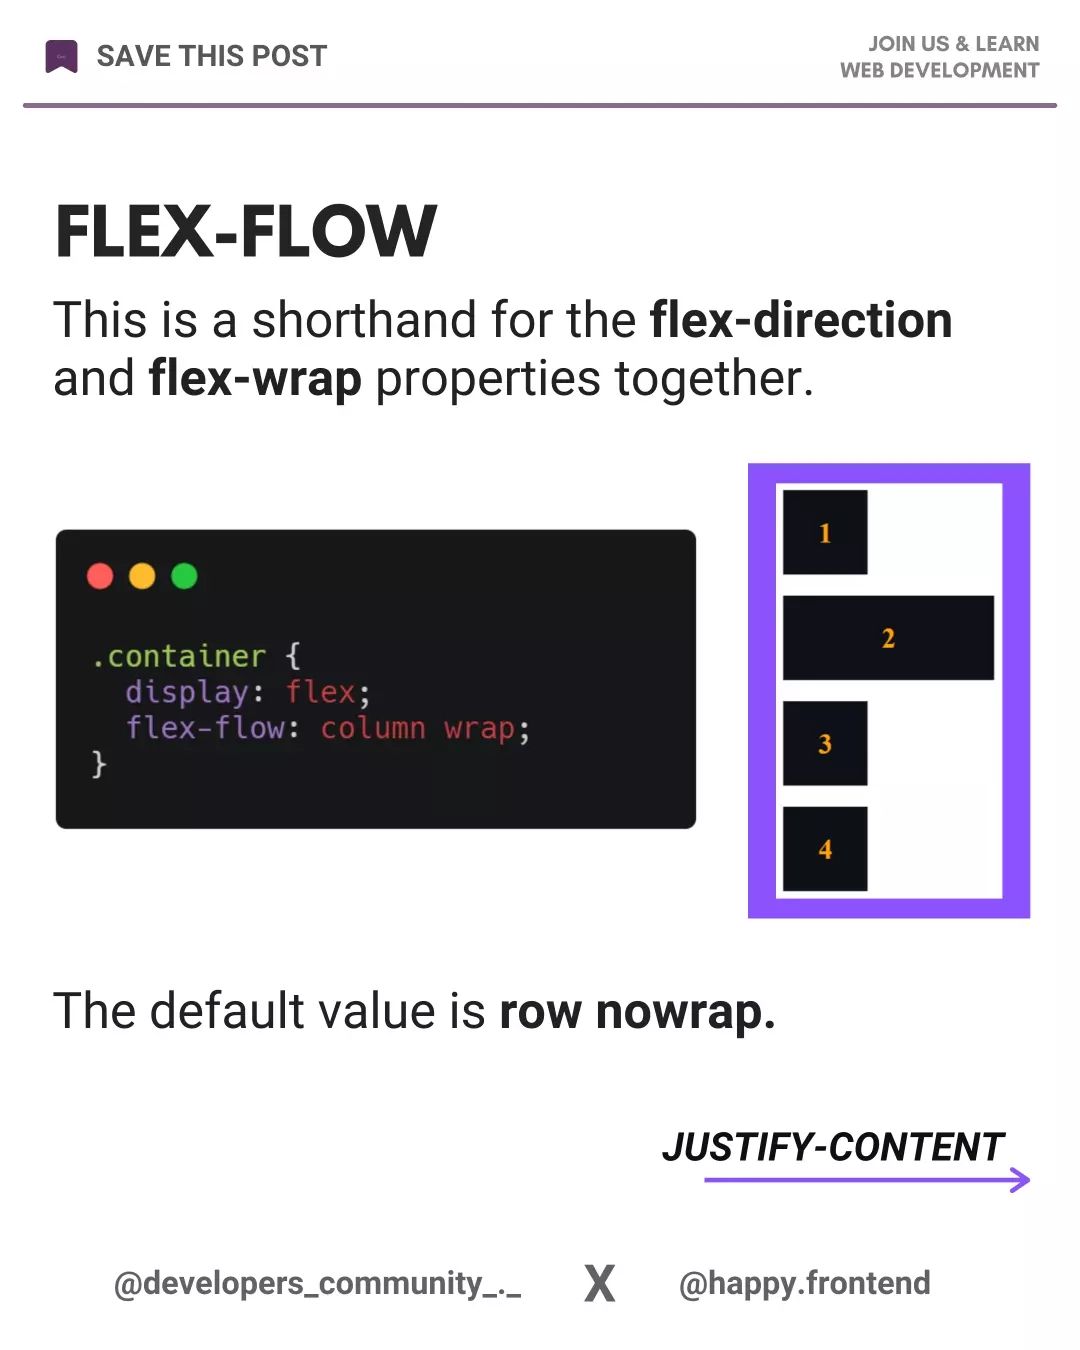 SAVE THIS POST
JOIN US & LEARN
WEB DEVELOPMENT
FLEX-FLOW
This is a shorthand for the flex-direction
and flex-wrap properties together.
.container {
  display: flex;
  flex-flow: column wrap;
}
1
2
3
4
The default value is row nowrap.
JUSTIFY-CONTENT
@developers_community_._ X @happy.frontend